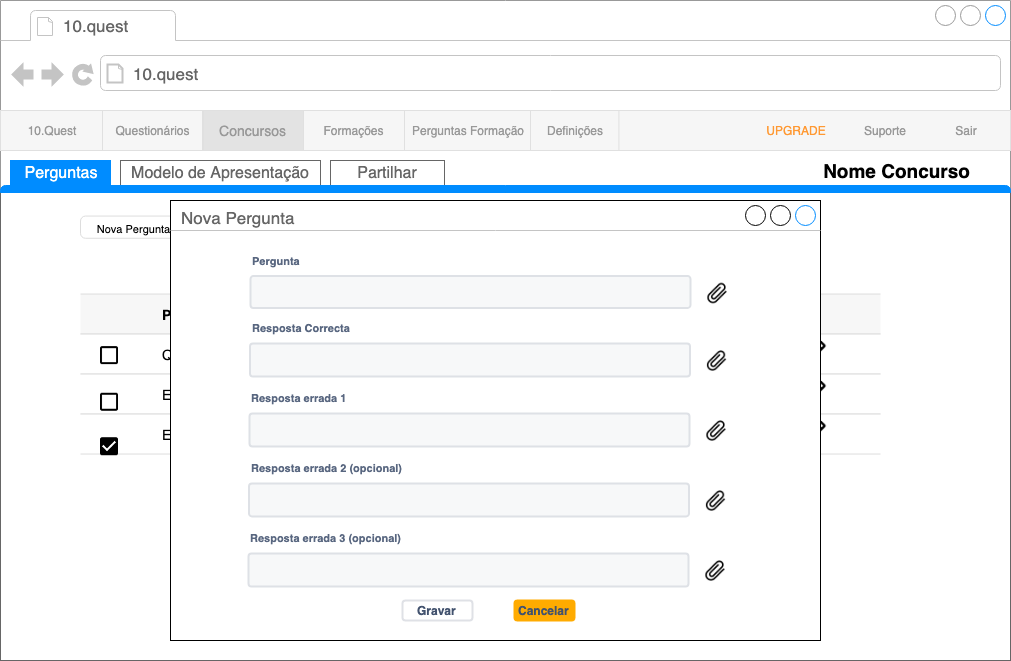 10.quest
10.quest
10.Quest Questionários Concursos Formações Perguntas Formação Definições UPGRADE Suporte Sair
Perguntas Modelo de Apresentação Partilhar Nome Concurso
Nova Pergunta
Nova Pergunta
Pergunta
P
Resposta Correcta
Q
E
Resposta errada 1
E
Resposta errada 2 (opcional)
Resposta errada 3 (opcional)
Gravar Cancelar